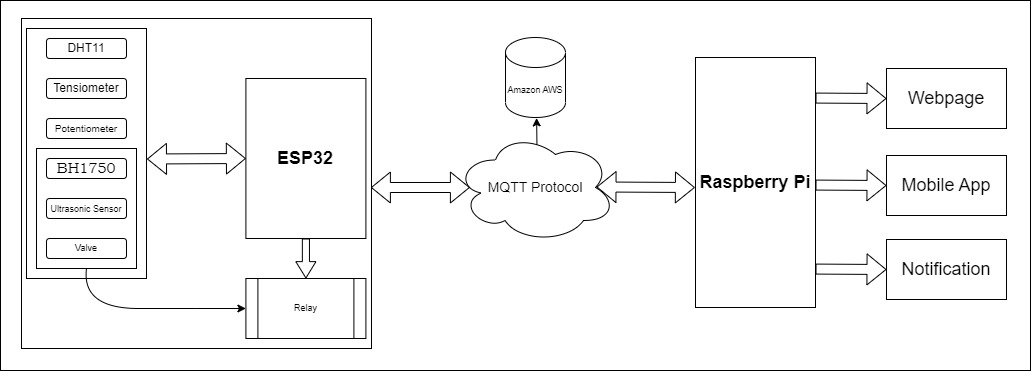 DHT11
Tensiometer
Potentiometer
BH1750
Ultrasonic Sensor
Valve
ESP32
Relay
Amazon AWS
MQTT Protocol
Raspberry Pi
Webpage
Mobile App
Notification